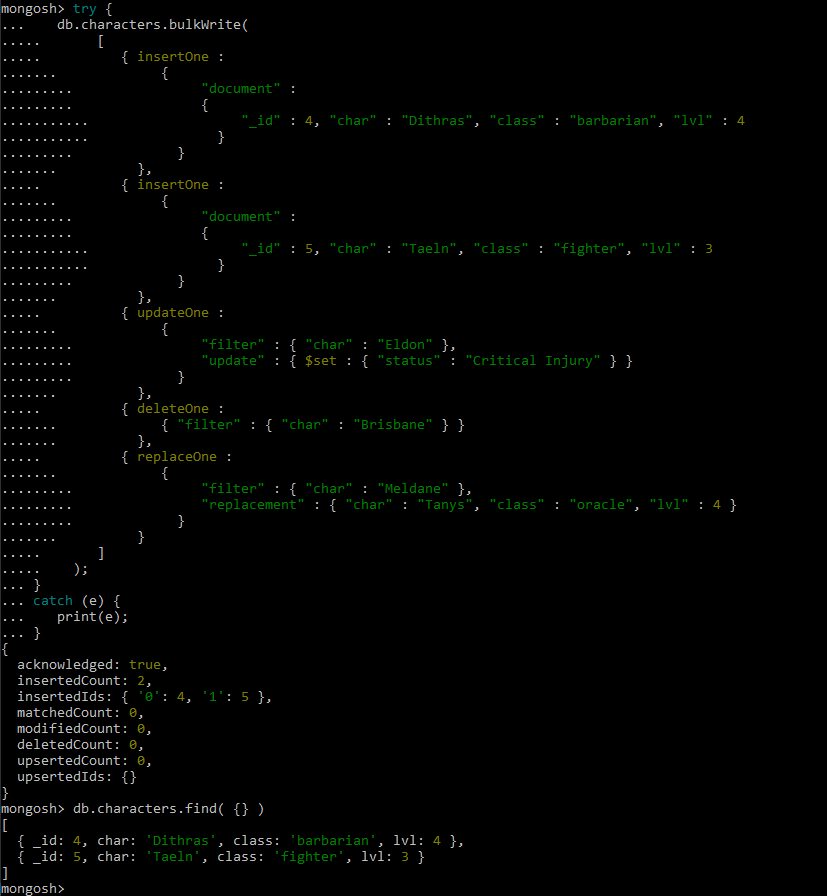 mongosh> try {
...    db.characters.bulkWrite(
.....       [
.....          { insertOne :
.......             {
.........                "document" :
.........                {
...........                   "_id" : 4, "char" : "Dithras", "class" : "barbarian", "lvl" : 4
...........                }
.........             }
.......          },
.....          { insertOne :
.......             {
.........                "document" :
.........                {
...........                   "_id" : 5, "char" : "Taeln", "class" : "fighter", "lvl" : 3
...........                }
.........             }
.......          },
.....          { updateOne :
.......             {
.........                "filter" : { "char" : "Eldon" },
.........                "update" : { $set : { "status" : "Critical Injury" } }
.........             }
.......          },
.....          { deleteOne :
.......             { "filter" : { "char" : "Brisbane" } }
.......          },
.....          { replaceOne :
.......             {
.........                "filter" : { "char" : "Meldane" },
.........                "replacement" : { "char" : "Tanys", "class" : "oracle", "lvl" : 4 }
.........             }
.......          }
.....       ]
.....    );
... }
... catch (e) {
...    print(e);
... }
{
  acknowledged: true,
  insertedCount: 2,
  insertedIds: { '0': 4, '1': 5 },
  matchedCount: 0,
  modifiedCount: 0,
  deletedCount: 0,
  upsertedCount: 0,
  upsertedIds: {}
}
mongosh> db.characters.find( {} )
[
  { _id: 4, char: 'Dithras', class: 'barbarian', lvl: 4 },
  { _id: 5, char: 'Taeln', class: 'fighter', lvl: 3 }
]
mongosh>